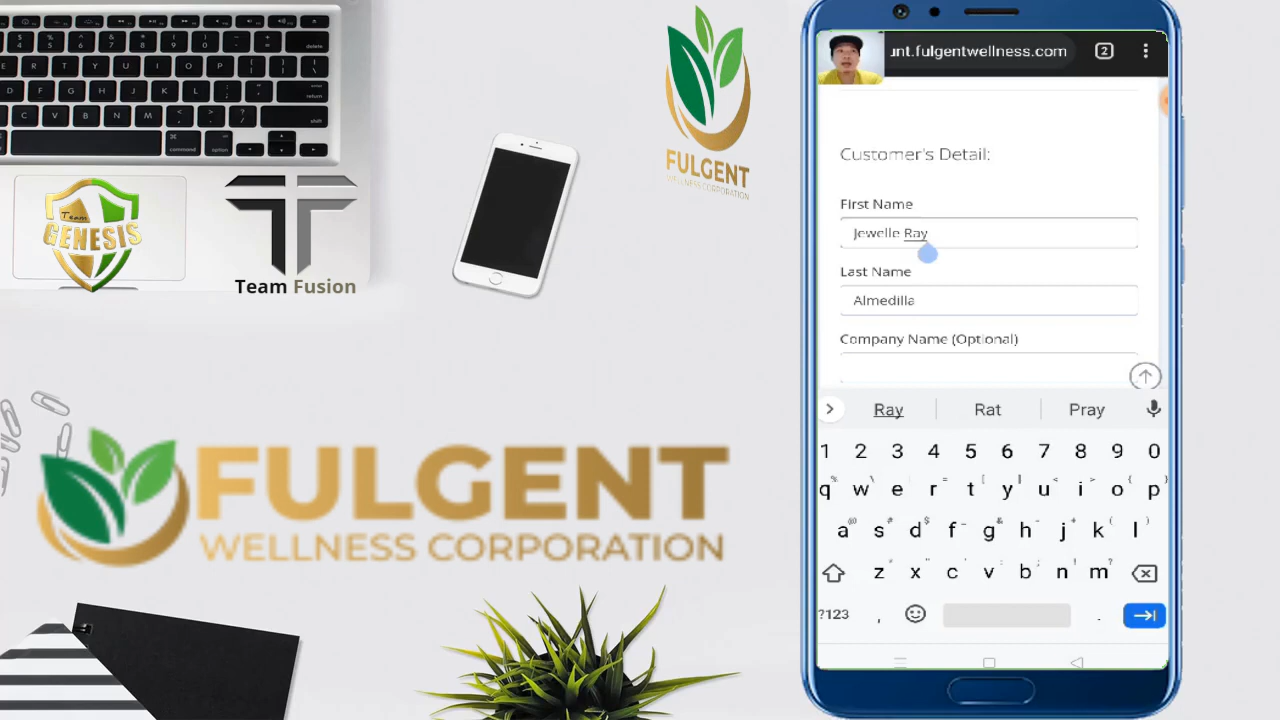 Team
GENESIS
Team Fusion
FULGENT
WELLNESS CORPORATION
FULGENT
WELLNESS CORPORATION
unt.fulgentwellness.com
2
Customer's Detail:
First Name
Jewelle Ray
Last Name
Almedilla
Company Name (Optional)
Ray Rat Pray
1 2 3 4 5 6 7 8 9 0
q w e r t y u i o p
a s d f g h j k l
z x c v b n m
?123 , .